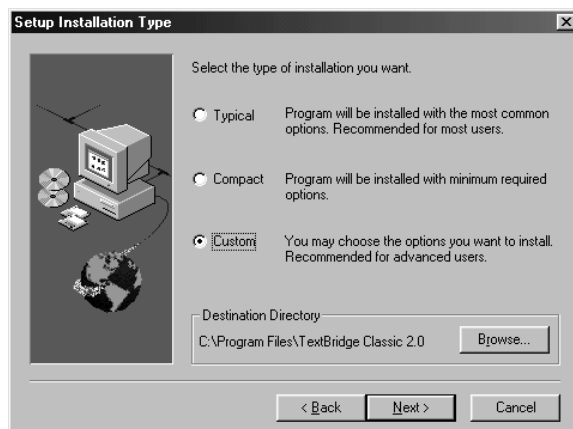 Setup Installation Type
Select the type of installation you want.
Typical
Program will be installed with the most common
options. Recommended for most users.
Compact
Program will be installed with minimum required
options.
Custom
You may choose the options you want to install.
Recommended for advanced users.
Destination Directory
C:\Program Files\TextBridge Classic 2.0
Browse...
< Back
Next >
Cancel